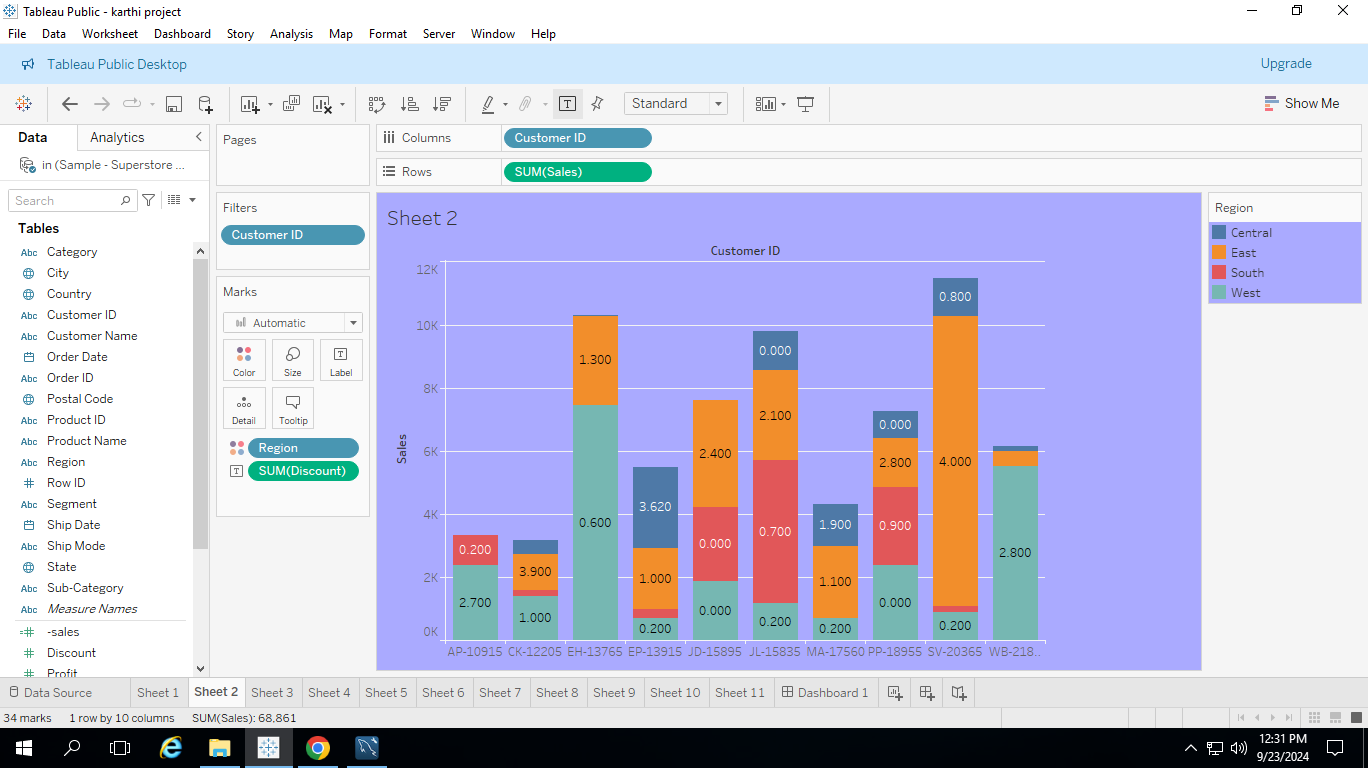 Tableau Public - karthi project
File Data Worksheet Dashboard Story Analysis Map Format Server Window Help
Tableau Public Desktop Upgrade
Standard Show Me
Data Analytics
in (Sample - Superstore ...
Search
Tables
Abc Category
City
Country
Abc Customer ID
Abc Customer Name
Order Date
Abc Order ID
Postal Code
Abc Product ID
Abc Product Name
Abc Region
# Row ID
Abc Segment
Ship Date
Abc Ship Mode
State
Abc Sub-Category
Abc Measure Names
=# -sales
# Discount
# Profit
Pages
Filters
Customer ID
Marks
Automatic
Color Size Label
Detail Tooltip
Region
SUM(Discount)
Columns Customer ID
Rows SUM(Sales)
Sheet 2
Customer ID
Sales
12K
10K
8K
6K
4K
2K
0K
0.200
2.700
3.900
1.000
1.300
0.600
3.620
1.000
0.200
2.400
0.000
0.000
0.000
2.100
0.700
0.200
1.900
1.100
0.200
0.000
2.800
0.900
0.000
0.800
4.000
0.200
2.800
AP-10915 CK-12205 EH-13765 EP-13915 JD-15895 JL-15835 MA-17560 PP-18955 SV-20365 WB-218..
Region
Central
East
South
West
Data Source Sheet 1 Sheet 2 Sheet 3 Sheet 4 Sheet 5 Sheet 6 Sheet 7 Sheet 8 Sheet 9 Sheet 10 Sheet 11 Dashboard 1
34 marks 1 row by 10 columns SUM(Sales): 68,861
12:31 PM
9/23/2024